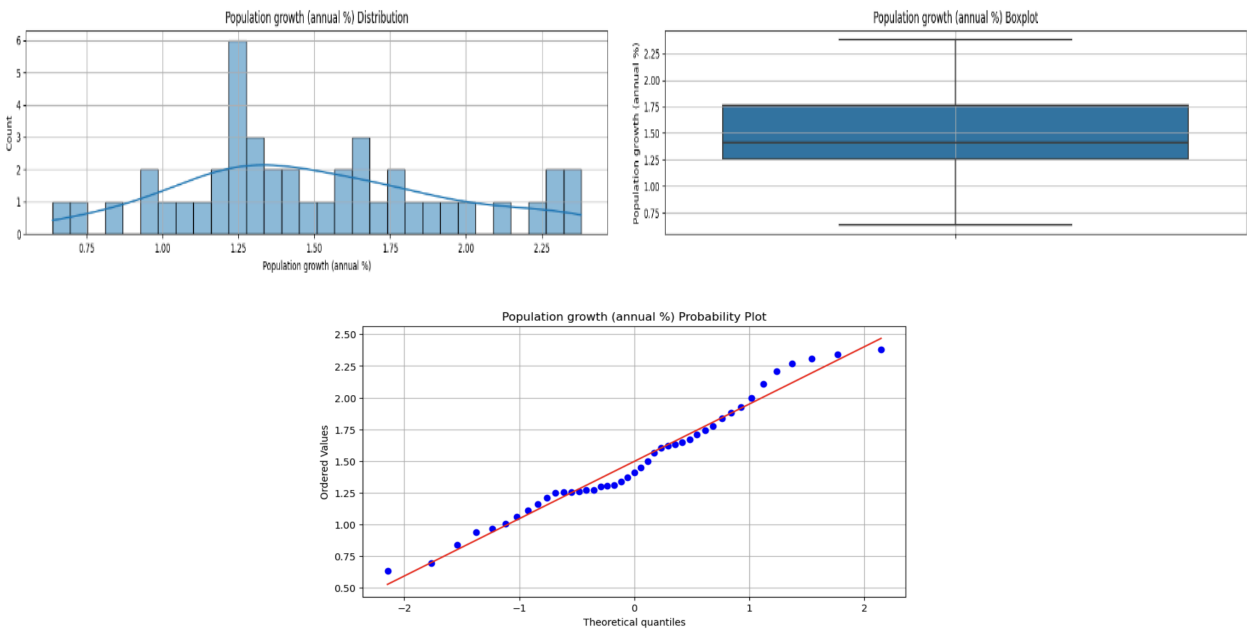 Population growth (annual %) Distribution
6
5
4
3
2
1
0
Count
0.75 1.00 1.25 1.50 1.75 2.00 2.25
Population growth (annual %)
Population growth (annual %) Boxplot
2.25
2.00
1.75
1.50
1.25
1.00
0.75
Population growth (annual %)
Population growth (annual %) Probability Plot
2.50
2.25
2.00
1.75
1.50
1.25
1.00
0.75
0.50
Ordered Values
−2 −1 0 1 2
Theoretical quantiles